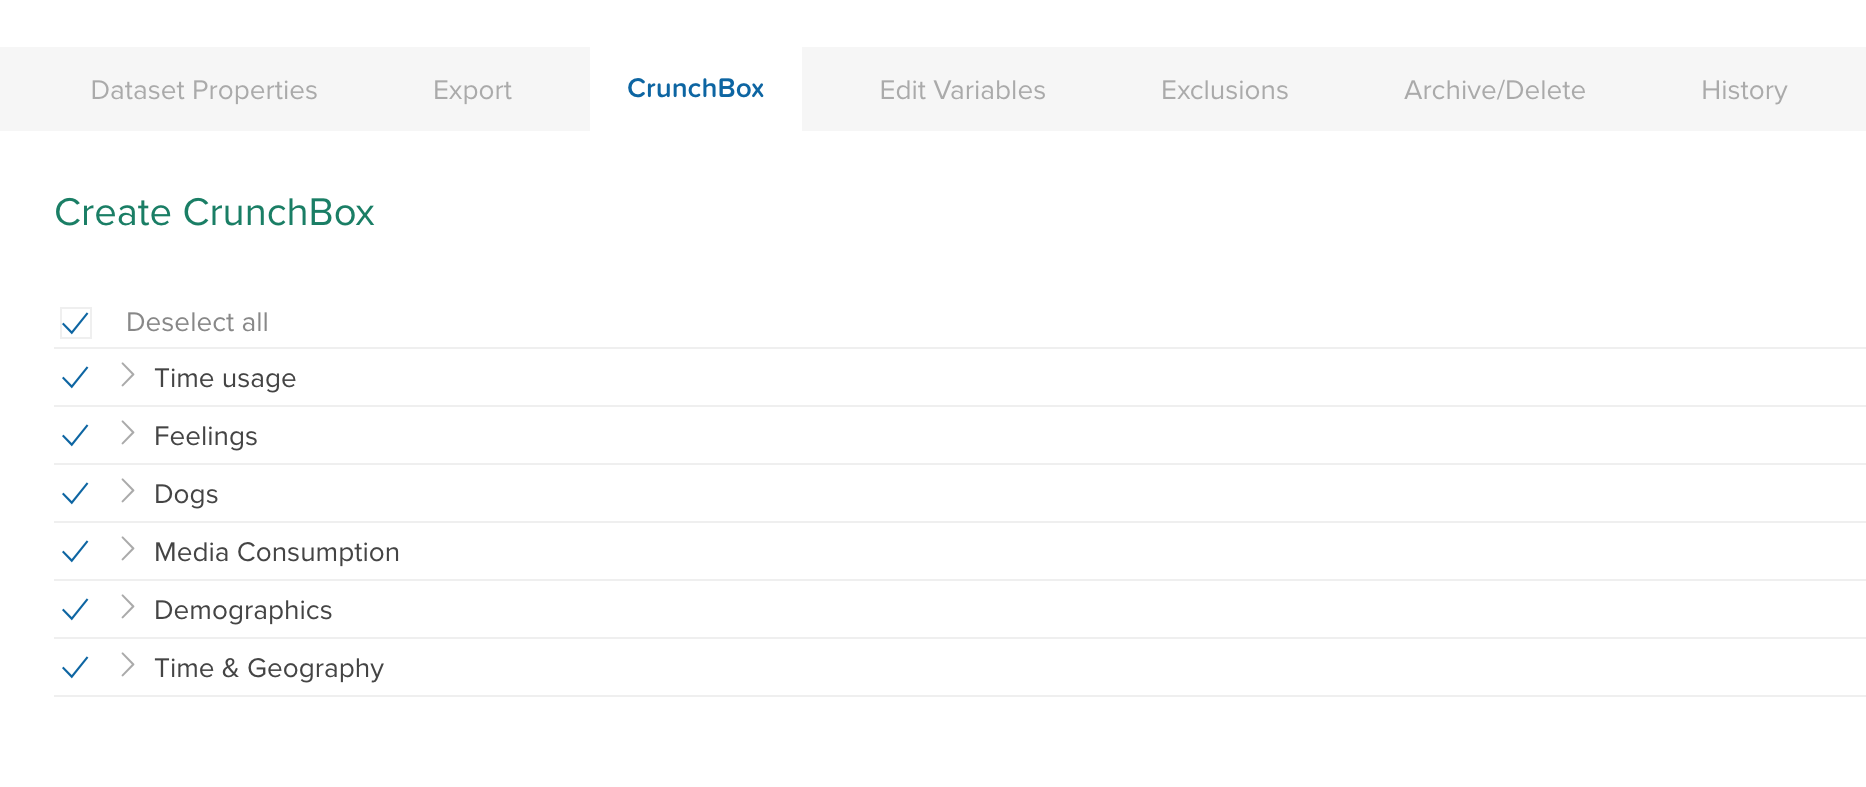 Dataset Properties Export CrunchBox Edit Variables Exclusions Archive/Delete History
Create CrunchBox
Deselect all
Time usage
Feelings
Dogs
Media Consumption
Demographics
Time & Geography